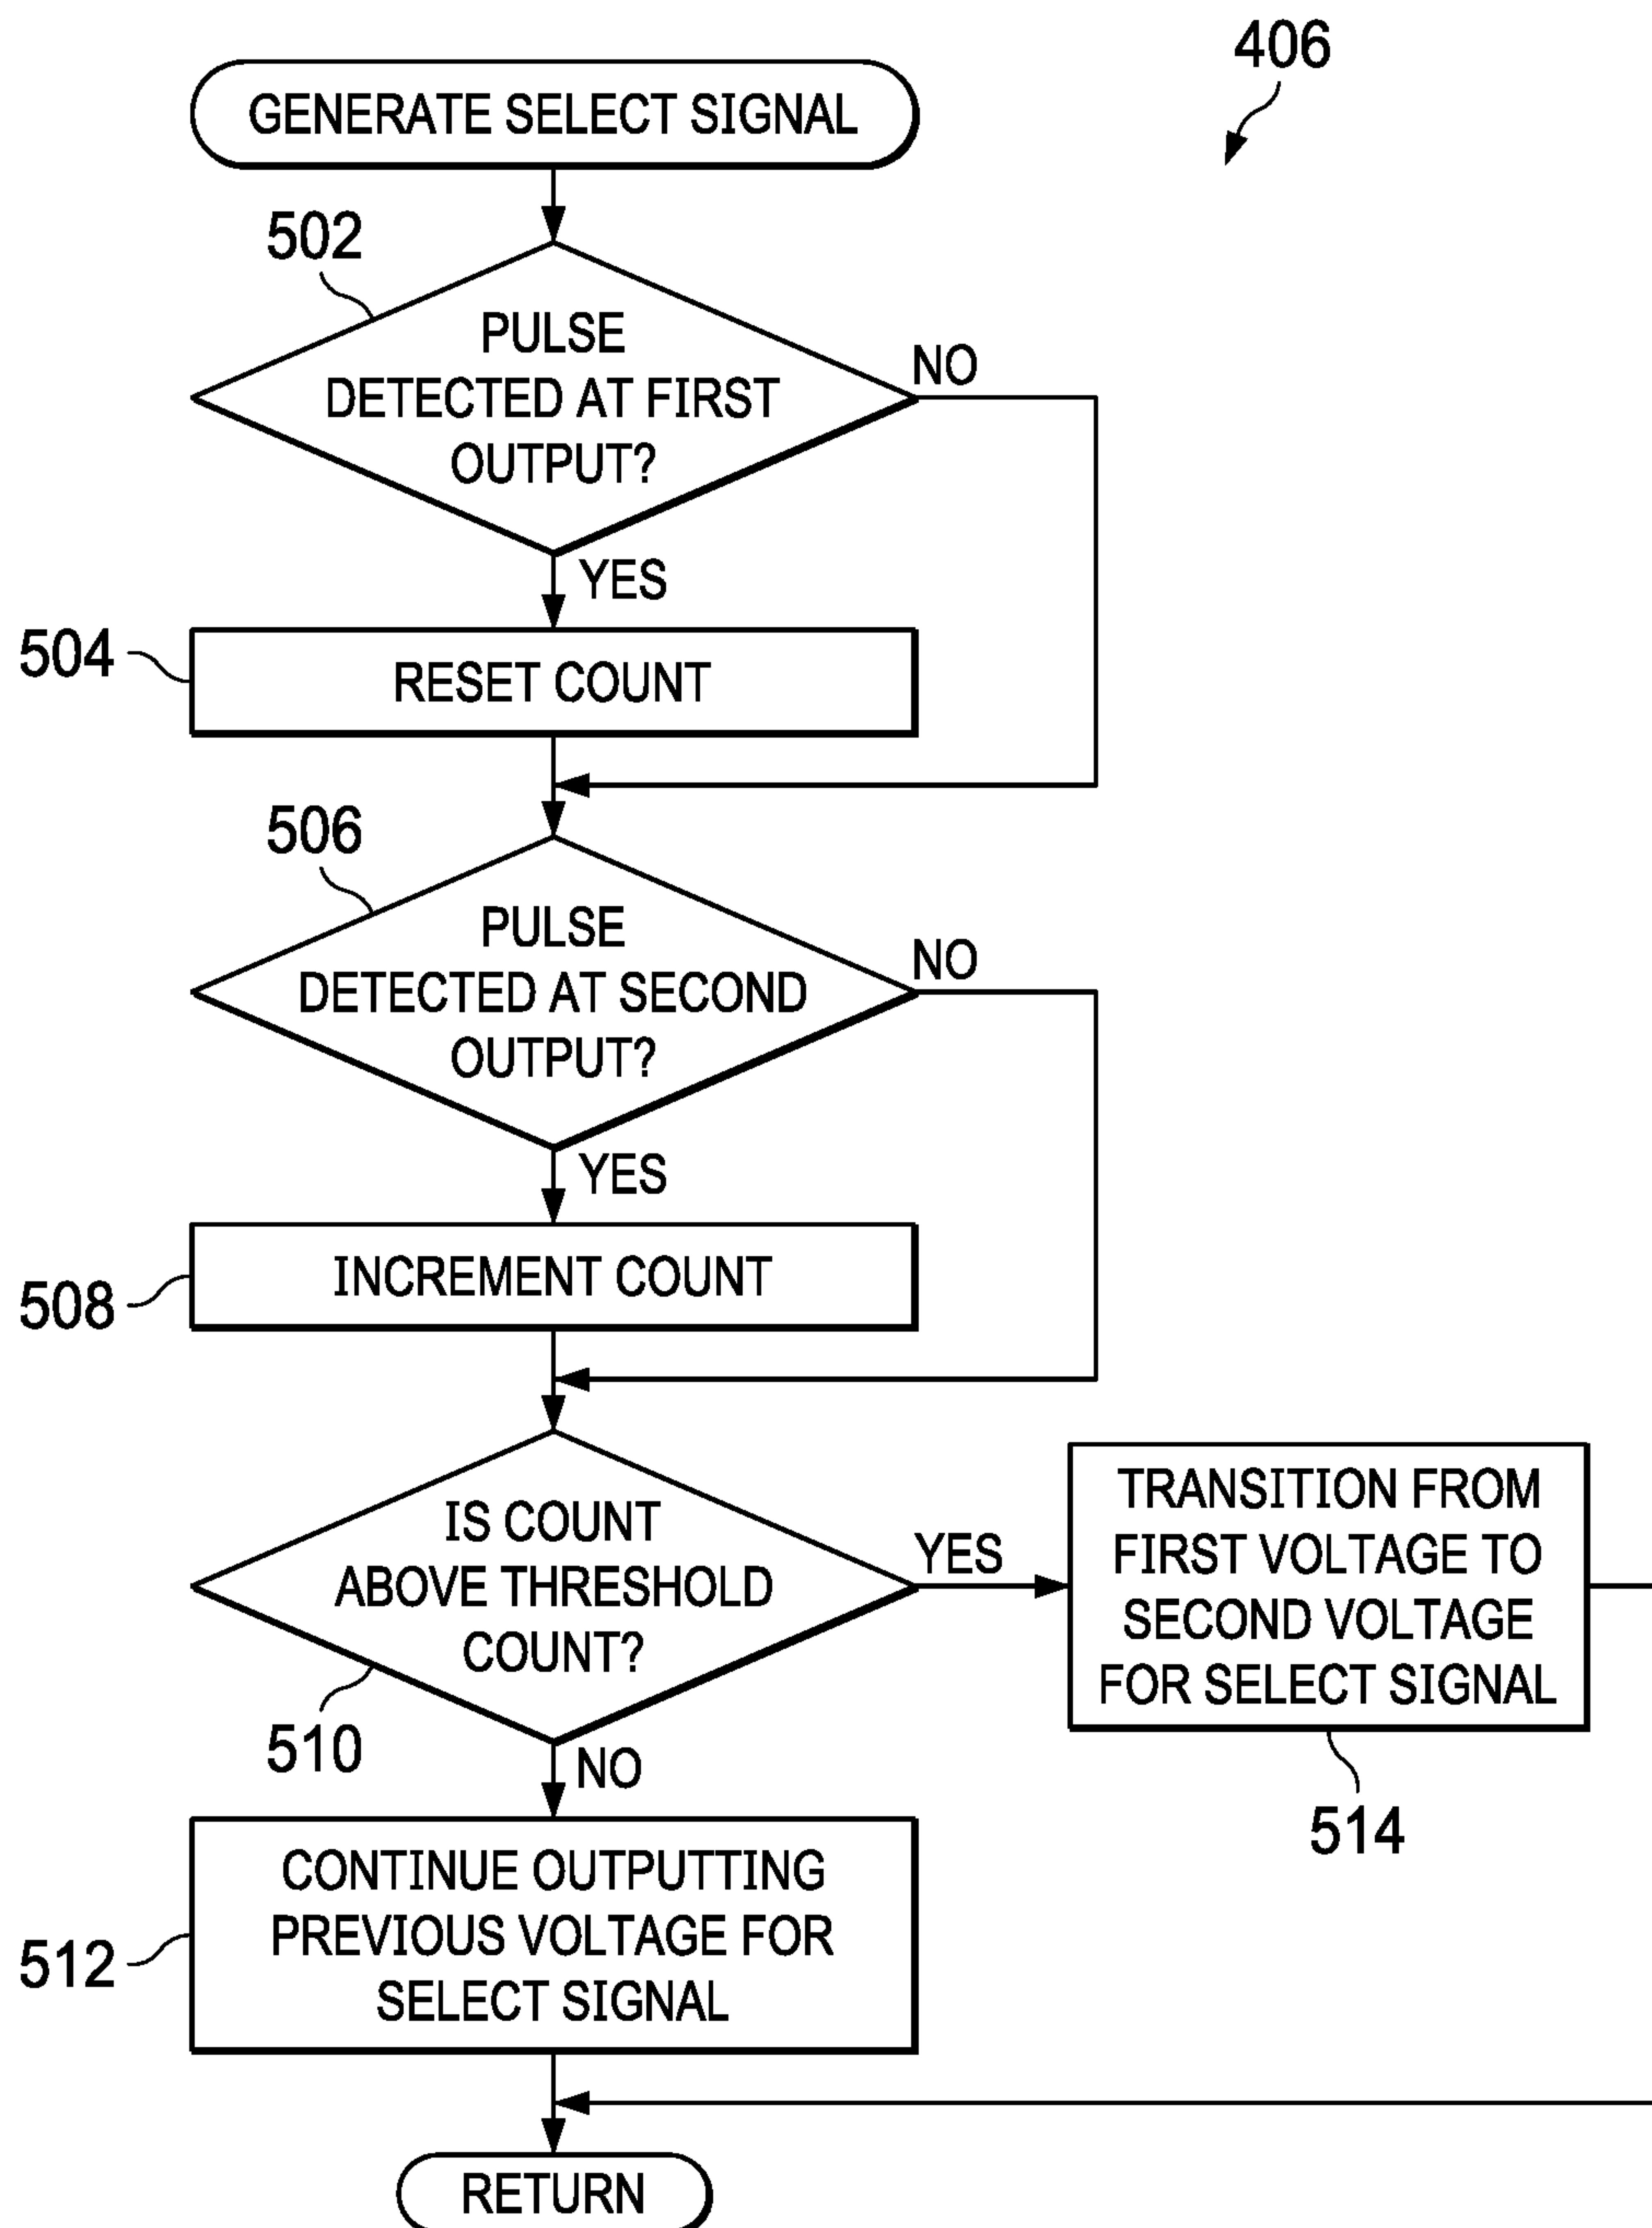 406
GENERATE SELECT SIGNAL
502
PULSE
DETECTED AT FIRST
OUTPUT?
NO
YES
504
RESET COUNT
506
PULSE
DETECTED AT SECOND
OUTPUT?
NO
YES
508
INCREMENT COUNT
IS COUNT
ABOVE THRESHOLD
COUNT?
YES
510
NO
TRANSITION FROM
FIRST VOLTAGE TO
SECOND VOLTAGE
FOR SELECT SIGNAL
514
CONTINUE OUTPUTTING
PREVIOUS VOLTAGE FOR
SELECT SIGNAL
512
RETURN